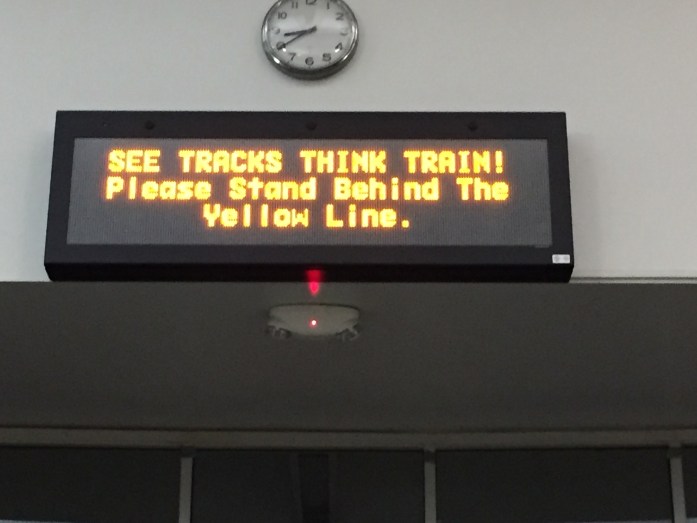 SEE TRACKS THINK TRAIN!
Please Stand Behind The
Yellow Line.